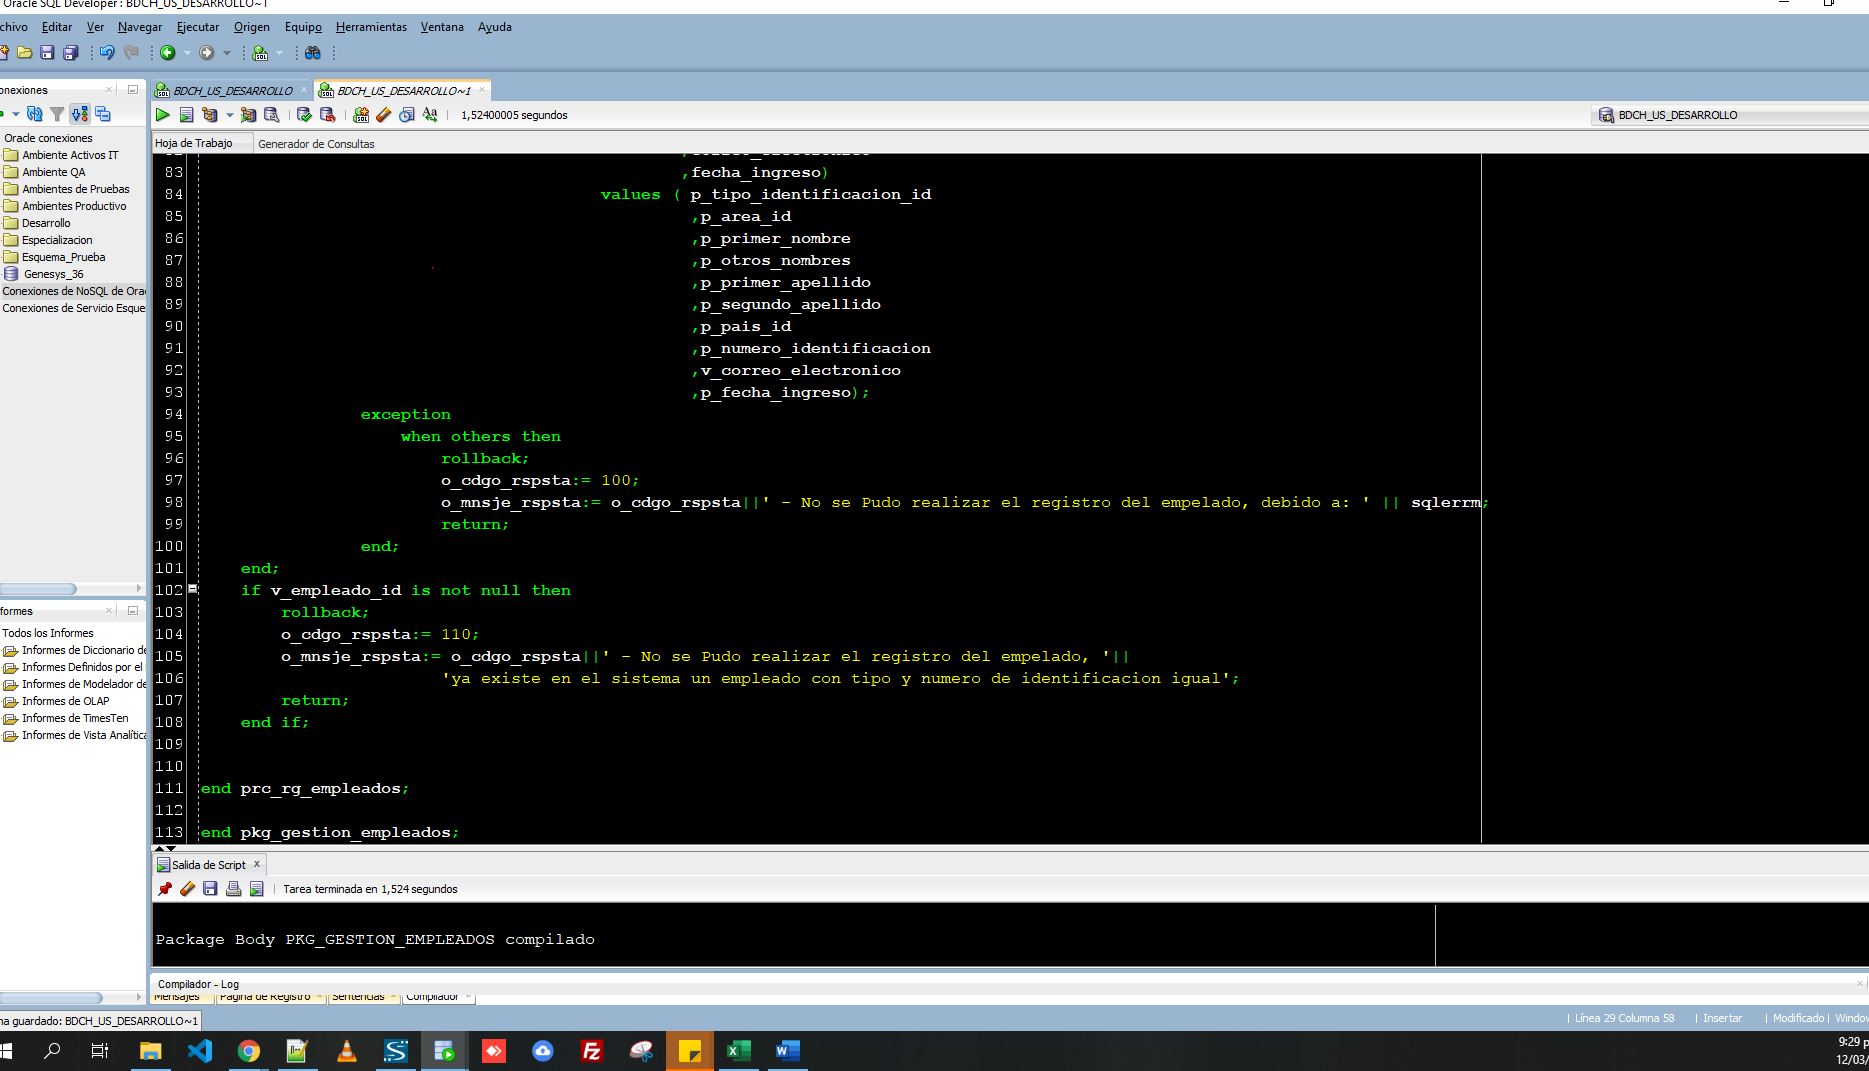 Oracle SQL Developer : BDCH_US_DESARROLLO~1
chivo Editar Ver Navegar Ejecutar Origen Equipo Herramientas Ventana Ayuda
onexiones
BDCH_US_DESARROLLO
BDCH_US_DESARROLLO~1
1,52400005 segundos
BDCH_US_DESARROLLO
Oracle conexiones
Ambiente Activos IT
Ambiente QA
Ambientes de Pruebas
Ambientes Productivo
Desarrollo
Especializacion
Esquema_Prueba
Genesys_36
Conexiones de NoSQL de Orac
Conexiones de Servicio Esque
Hoja de Trabajo Generador de Consultas
83 ,fecha_ingreso)
84 values ( p_tipo_identificacion_id
85 ,p_area_id
86 ,p_primer_nombre
87 ,p_otros_nombres
88 ,p_primer_apellido
89 ,p_segundo_apellido
90 ,p_pais_id
91 ,p_numero_identificacion
92 ,v_correo_electronico
93 ,p_fecha_ingreso);
94 exception
95 when others then
96 rollback;
97 o_cdgo_rspsta:= 100;
98 o_mnsje_rspsta:= o_cdgo_rspsta||' - No se Pudo realizar el registro del empelado, debido a: ' || sqlerrm;
99 return;
100 end;
101 end;
102 if v_empleado_id is not null then
103 rollback;
104 o_cdgo_rspsta:= 110;
105 o_mnsje_rspsta:= o_cdgo_rspsta||' - No se Pudo realizar el registro del empelado, '||
106 'ya existe en el sistema un empleado con tipo y numero de identificacion igual';
107 return;
108 end if;
109
110
111 end prc_rg_empleados;
112
113 end pkg_gestion_empleados;
formes
Todos los Informes
Informes de Diccionario de
Informes Definidos por el
Informes de Modelador de
Informes de OLAP
Informes de TimesTen
Informes de Vista Analítica
Salida de Script
Tarea terminada en 1,524 segundos
Package Body PKG_GESTION_EMPLEADOS compilado
Compilador - Log
Mensajes Página de Registro Sentencias Compilador
na guardado: BDCH_US_DESARROLLO~1
Línea 29 Columna 58 | Insertar | Modificado | Window
9:29 p
12/03/